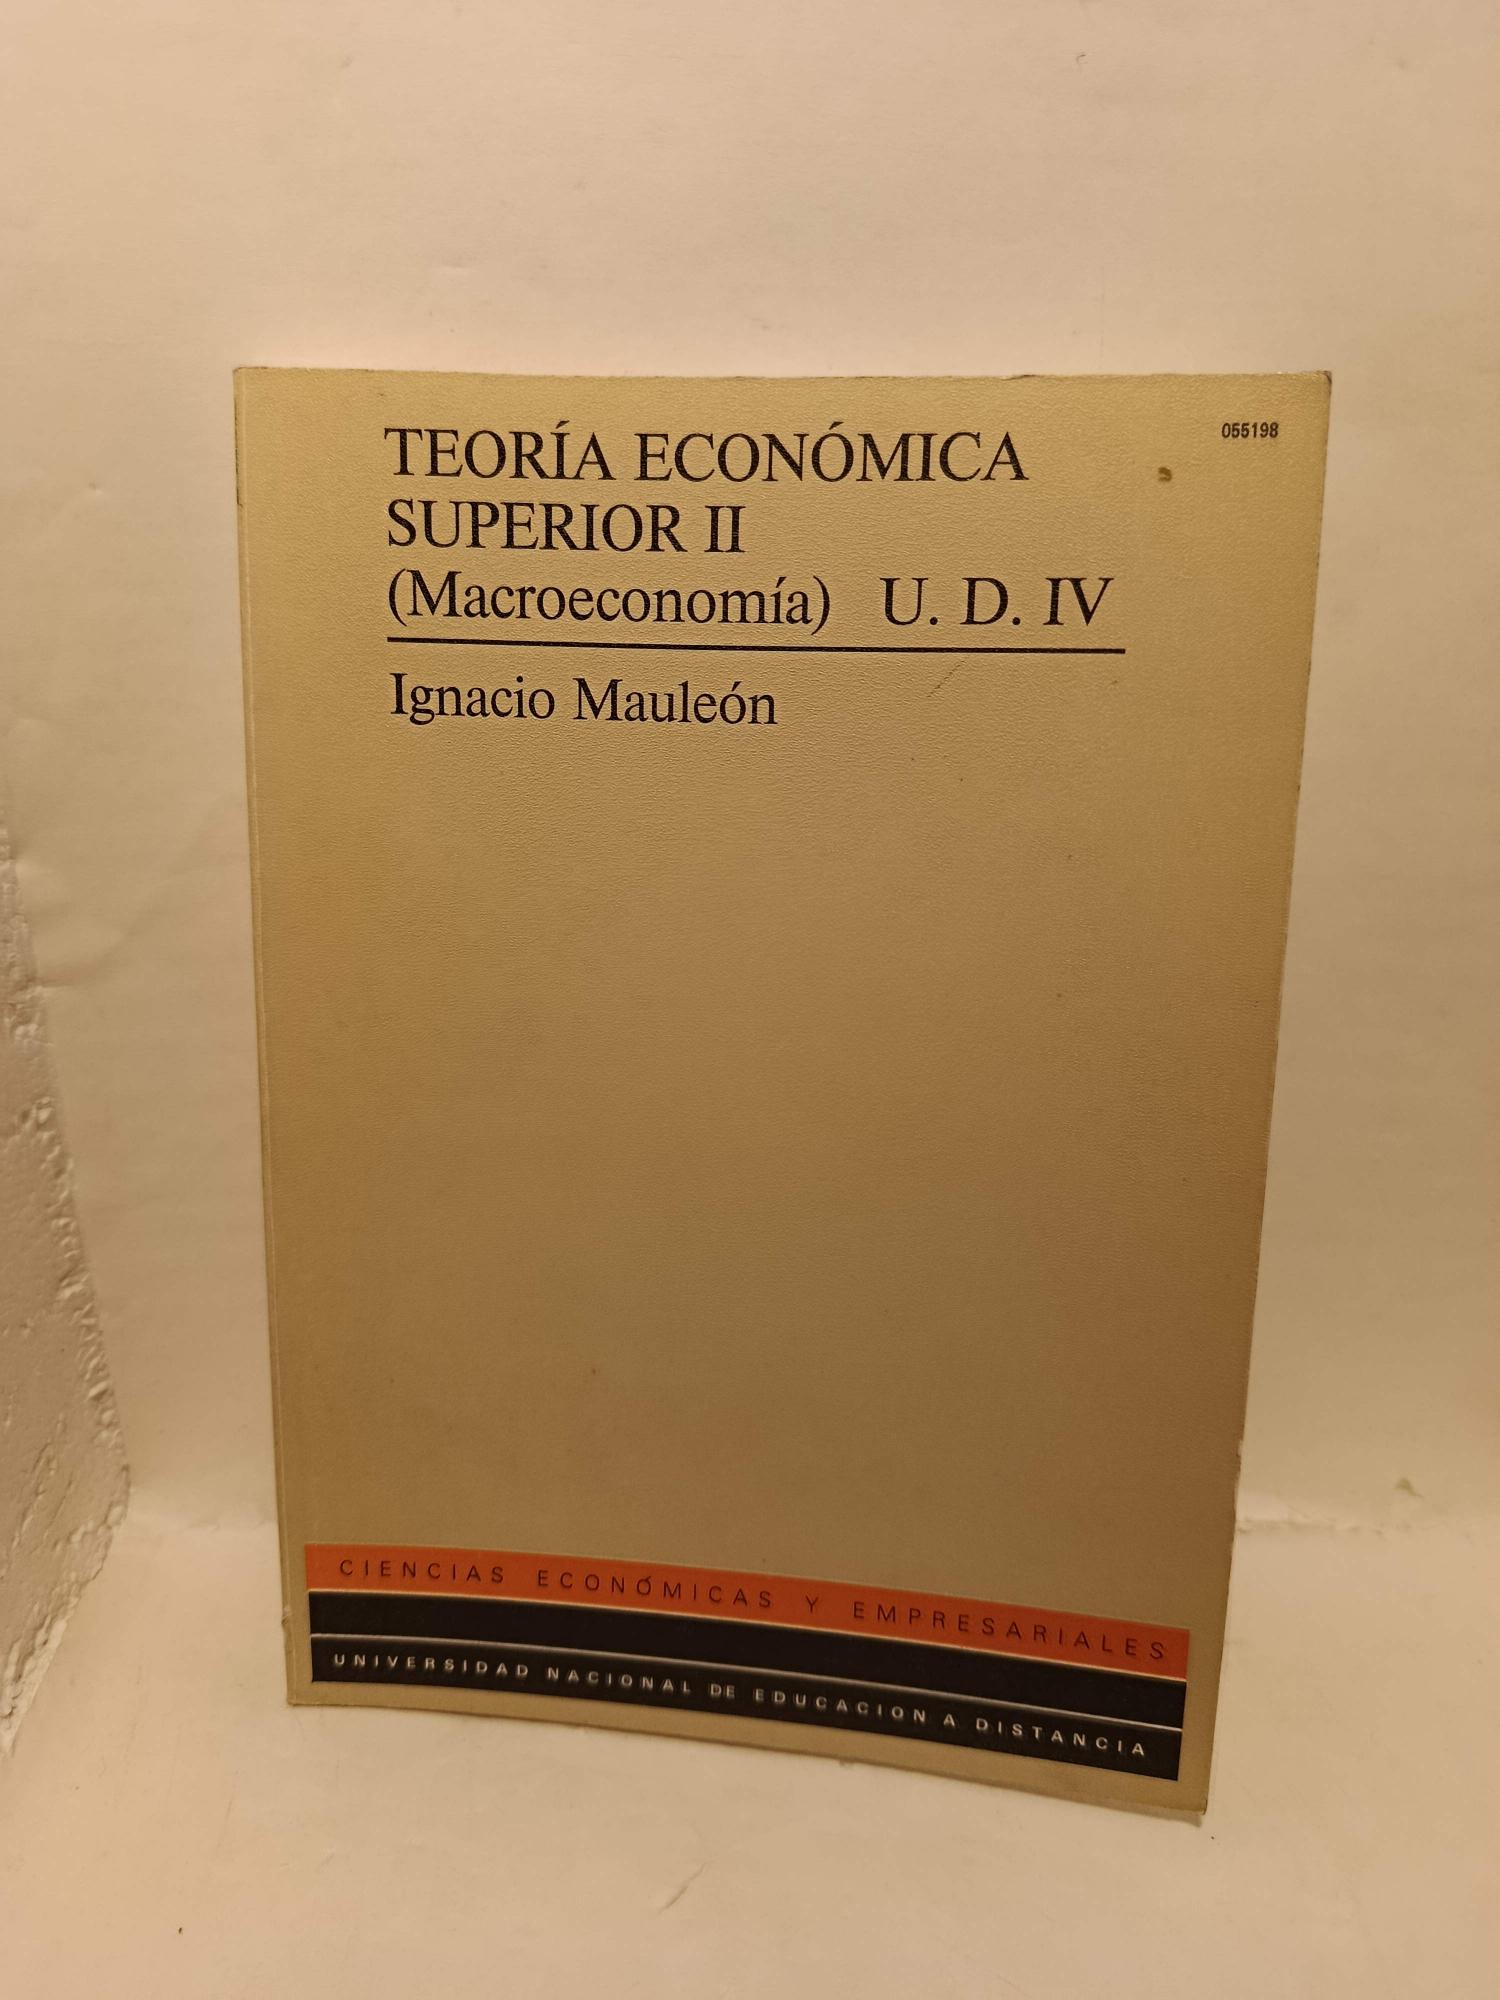 055198
TEORÍA ECONÓMICA
SUPERIOR II
(Macroeconomía) U. D. IV
Ignacio Mauleón
CIENCIAS ECONÓMICAS Y EMPRESARIALES
UNIVERSIDAD NACIONAL DE EDUCACION A DISTANCIA